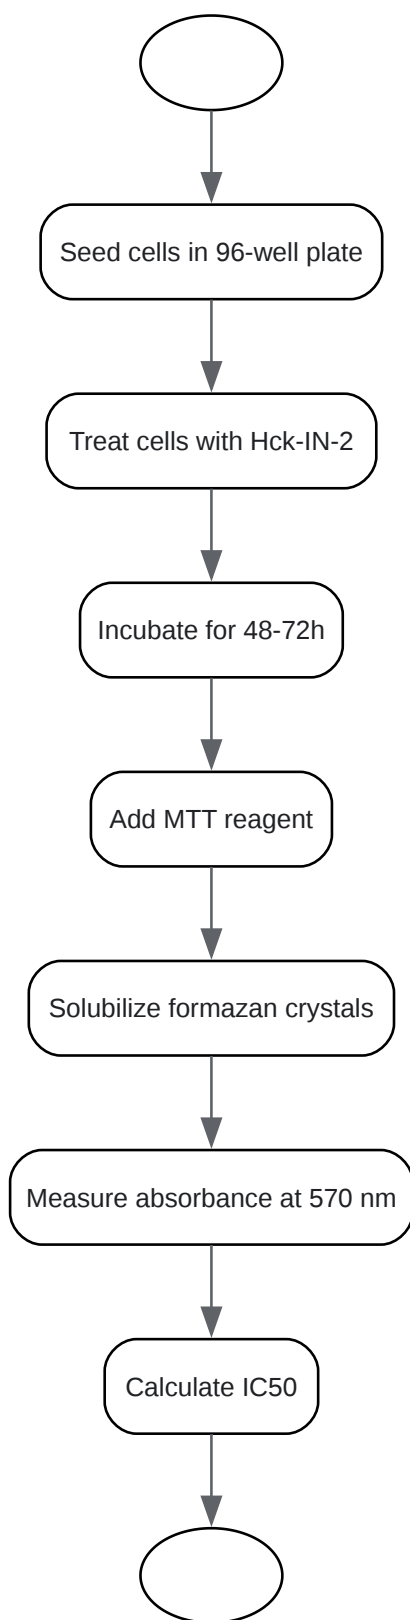 Seed cells in 96-well plate
Treat cells with Hck-IN-2
Incubate for 48-72h
Add MTT reagent
Solubilize formazan crystals
Measure absorbance at 570 nm
Calculate IC50